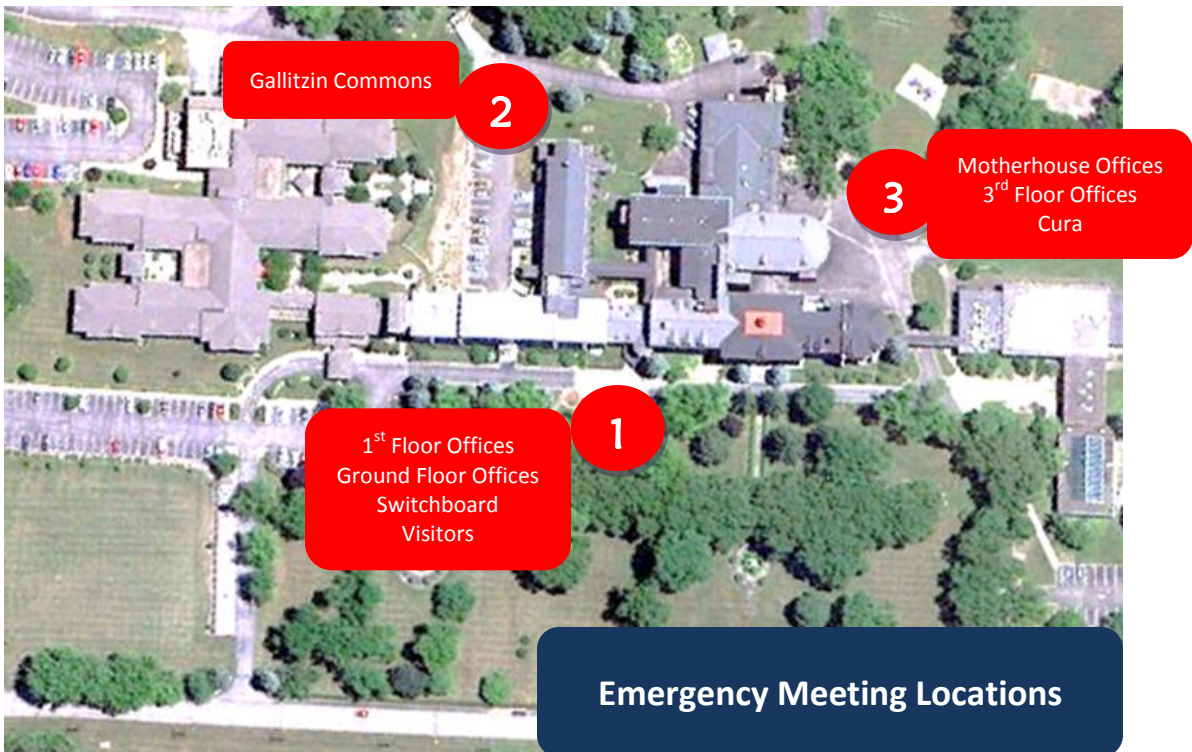 Gallitzin Commons
2
3
Motherhouse Offices
3rd Floor Offices
Cura
1
1st Floor Offices
Ground Floor Offices
Switchboard
Visitors
Emergency Meeting Locations